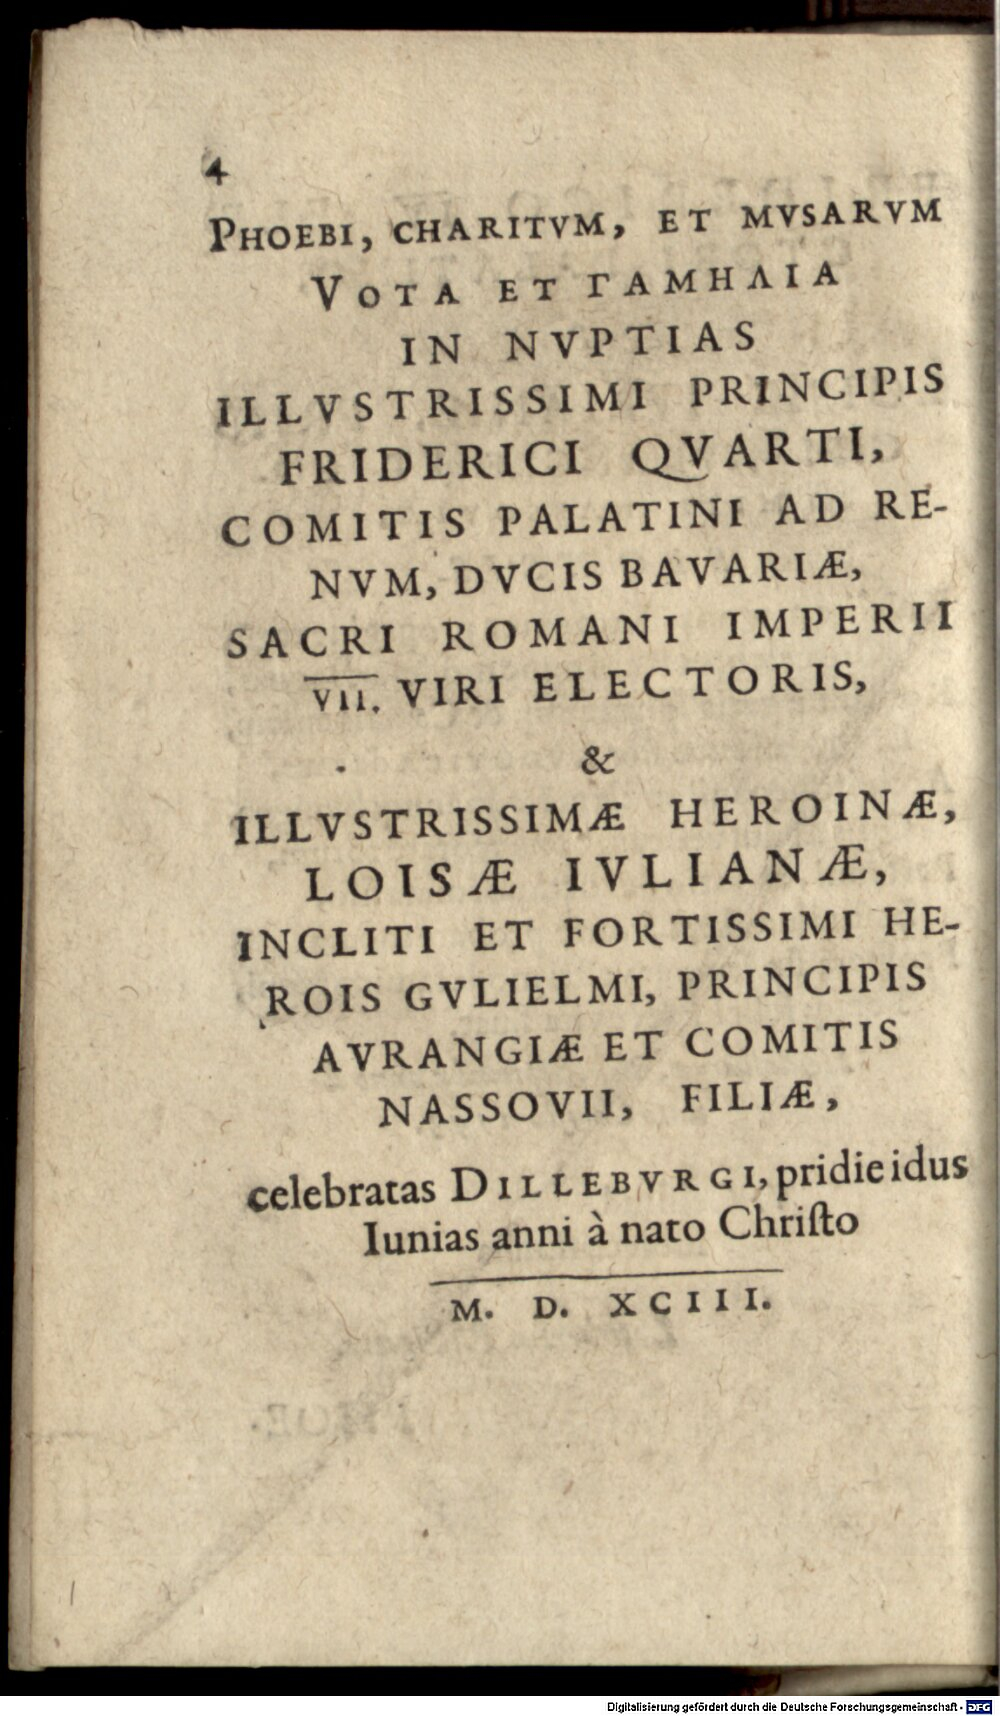 4
PHOEBI, CHARITVM, ET MVSARVM
VOTA ET ΓΑΜΗΛΙΑ
IN NVPTIAS
ILLVSTRISSIMI PRINCIPIS
FRIDERICI QVARTI,
COMITIS PALATINI AD RE-
NVM, DVCIS BAVARIÆ,
SACRI ROMANI IMPERII
VII. VIRI ELECTORIS,
&
ILLVSTRISSIMÆ HEROINÆ,
LOISÆ IVLIANÆ,
INCLITI ET FORTISSIMI HE-
ROIS GVLIELMI, PRINCIPIS
AVRANGIÆ ET COMITIS
NASSOVII, FILIÆ,
celebratas DILLEBVRGI, pridie idus
Iunias anni à nato Chriſto
M. D. XCIII.
Digitalisierung gefördert durch die Deutsche Forschungsgemeinschaft - DFG